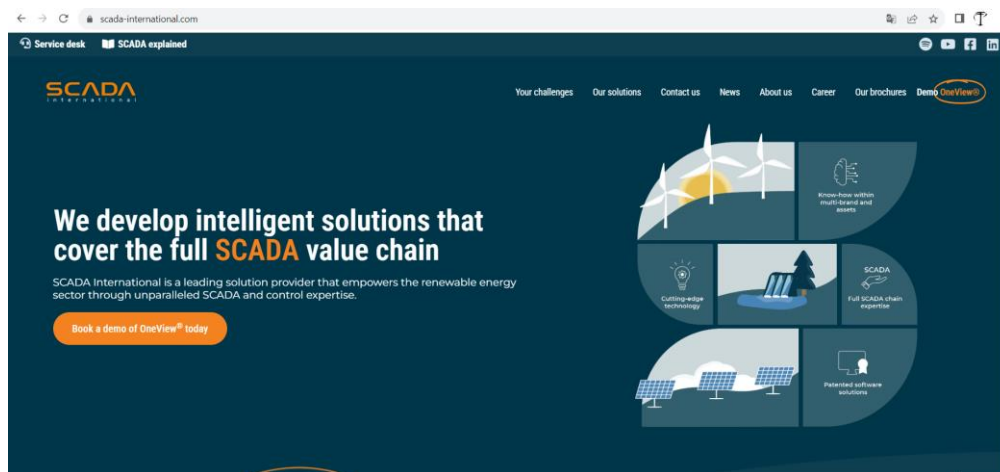 scada-international.com
Service desk
SCADA explained
SCADA
international
Your challenges
Our solutions
Contact us
News
About us
Career
Our brochures
Demo OneView®
We develop intelligent solutions that
cover the full SCADA value chain
SCADA International is a leading solution provider that empowers the renewable energy
sector through unparalleled SCADA and control expertise.
Book a demo of OneView® today
Know-how within
multi-brand and
assets
Cutting-edge
technology
SCADA
Full SCADA chain
expertise
Patented software
solutions